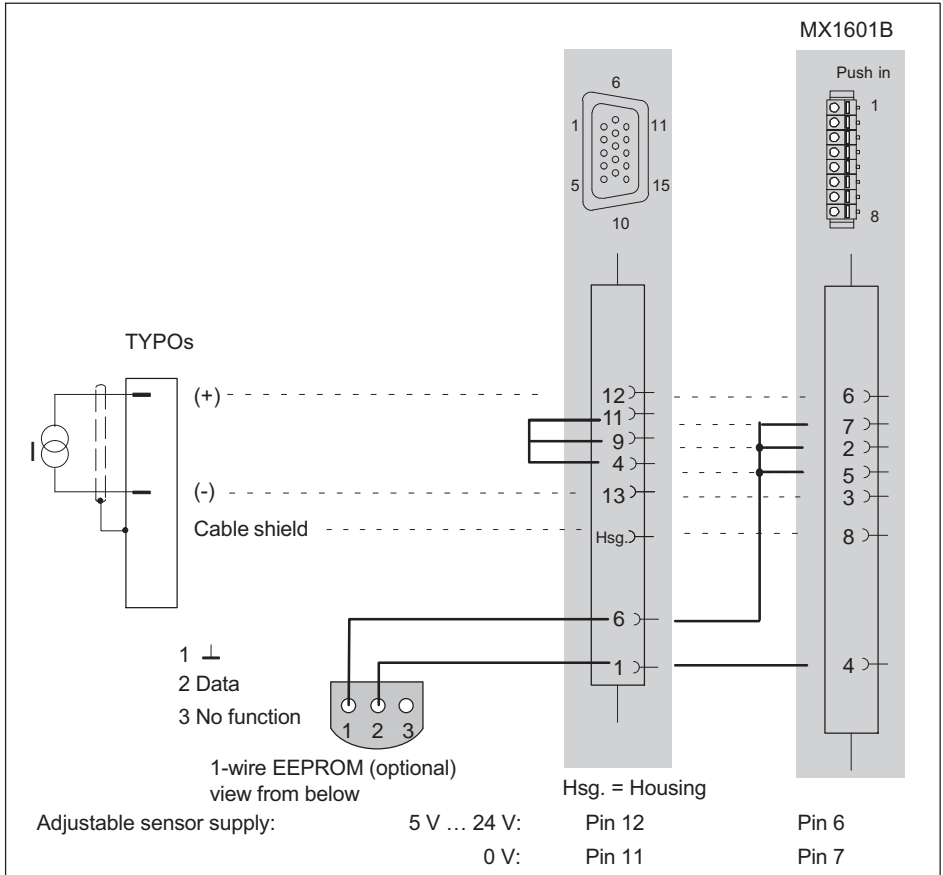 MX1601B
Push in
6
1
11
5
15
10
1
8
TYPOs
(+)
12
6
11
7
9
2
4
5
(-)
13
3
Cable shield
Hsg.
8
I
6
1
4
1 ⊥
2 Data
3 No function
1 2 3
1-wire EEPROM (optional)
view from below
Hsg. = Housing
Adjustable sensor supply: 5 V … 24 V: Pin 12 Pin 6
0 V: Pin 11 Pin 7